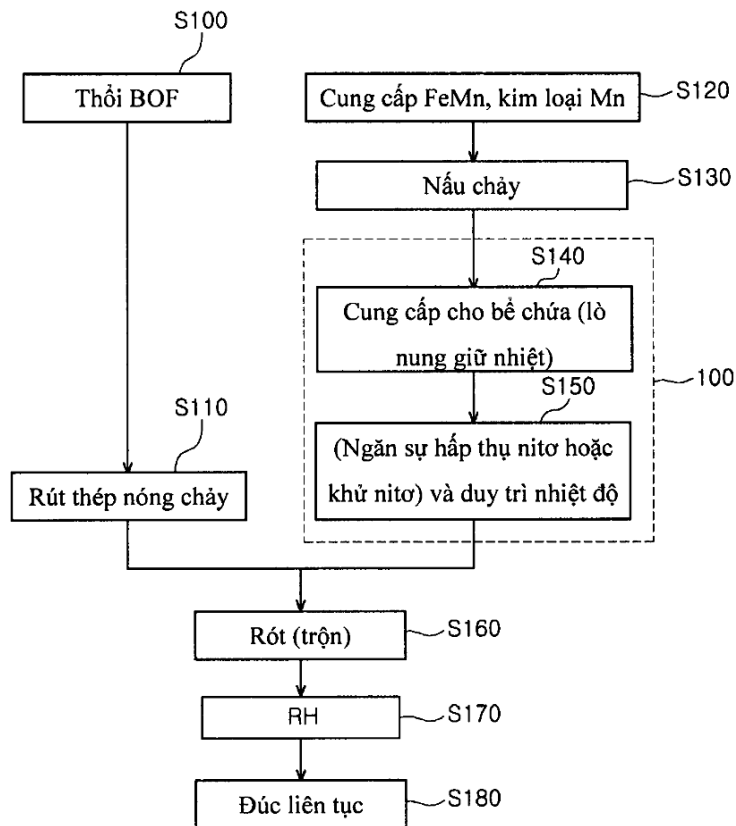 S100
Thổi BOF
Cung cấp FeMn, kim loại Mn
S120
Nấu chảy
S130
S140
Cung cấp cho bể chứa (lò
nung giữ nhiệt)
100
S150
(Ngăn sự hấp thụ nitơ hoặc
khử nitơ) và duy trì nhiệt độ
S110
Rút thép nóng chảy
Rót (trộn)
S160
RH
S170
Đúc liên tục
S180